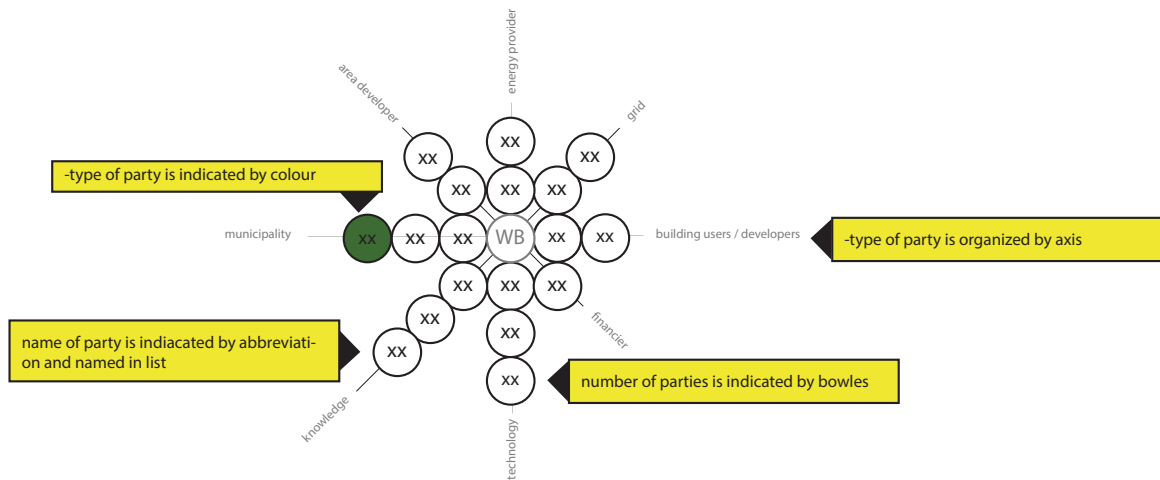 energy provider
area developer
grid
xx
xx
xx
-type of party is indicated by colour
xx
xx
xx
municipality
xx
xx
xx
WB
xx
xx
building users / developers
-type of party is organized by axis
xx
xx
xx
financier
xx
xx
name of party is indiacated by abbreviati-
on and named in list
xx
xx
number of parties is indicated by bowles
knowledge
technology